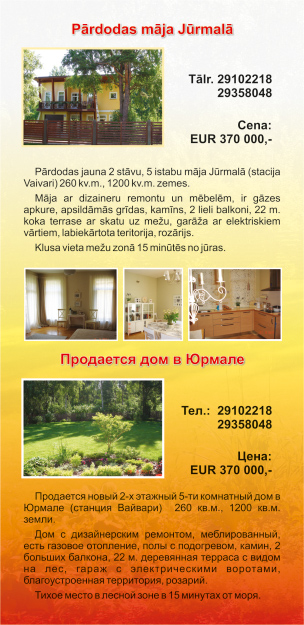 Pārdodas māja Jūrmalā
Tālr. 29102218
29358048
Cena:
EUR 370 000,-
Pārdodas jauna 2 stāvu, 5 istabu māja Jūrmalā (stacija
Vaivari) 260 kv.m., 1200 kv.m. zemes.
Māja ar dizaineru remontu un mēbelēm, ir gāzes
apkure, apsildāmās grīdas, kamīns, 2 lieli balkoni, 22 m.
koka terrase ar skatu uz mežu, garāža ar elektriskiem
vārtiem, labiekārtota teritorija, rozārijs.
Klusa vieta mežu zonā 15 minūtēs no jūras.
Продается дом в Юрмале
Тел.: 29102218
29358048
Цена:
EUR 370 000,-
Продается новый 2-х этажный 5-ти комнатный дом в
Юрмале (станция Вайвари) 260 кв.м., 1200 кв.м.
земли.
Дом с дизайнерским ремонтом, меблированный,
есть газовое отопление, полы с подогревом, камин, 2
больших балкона, 22 м. деревянная терраса с видом
на лес, гараж с электрическими воротами,
благоустроенная территория, розарий.
Тихое место в лесной зоне в 15 минутах от моря.